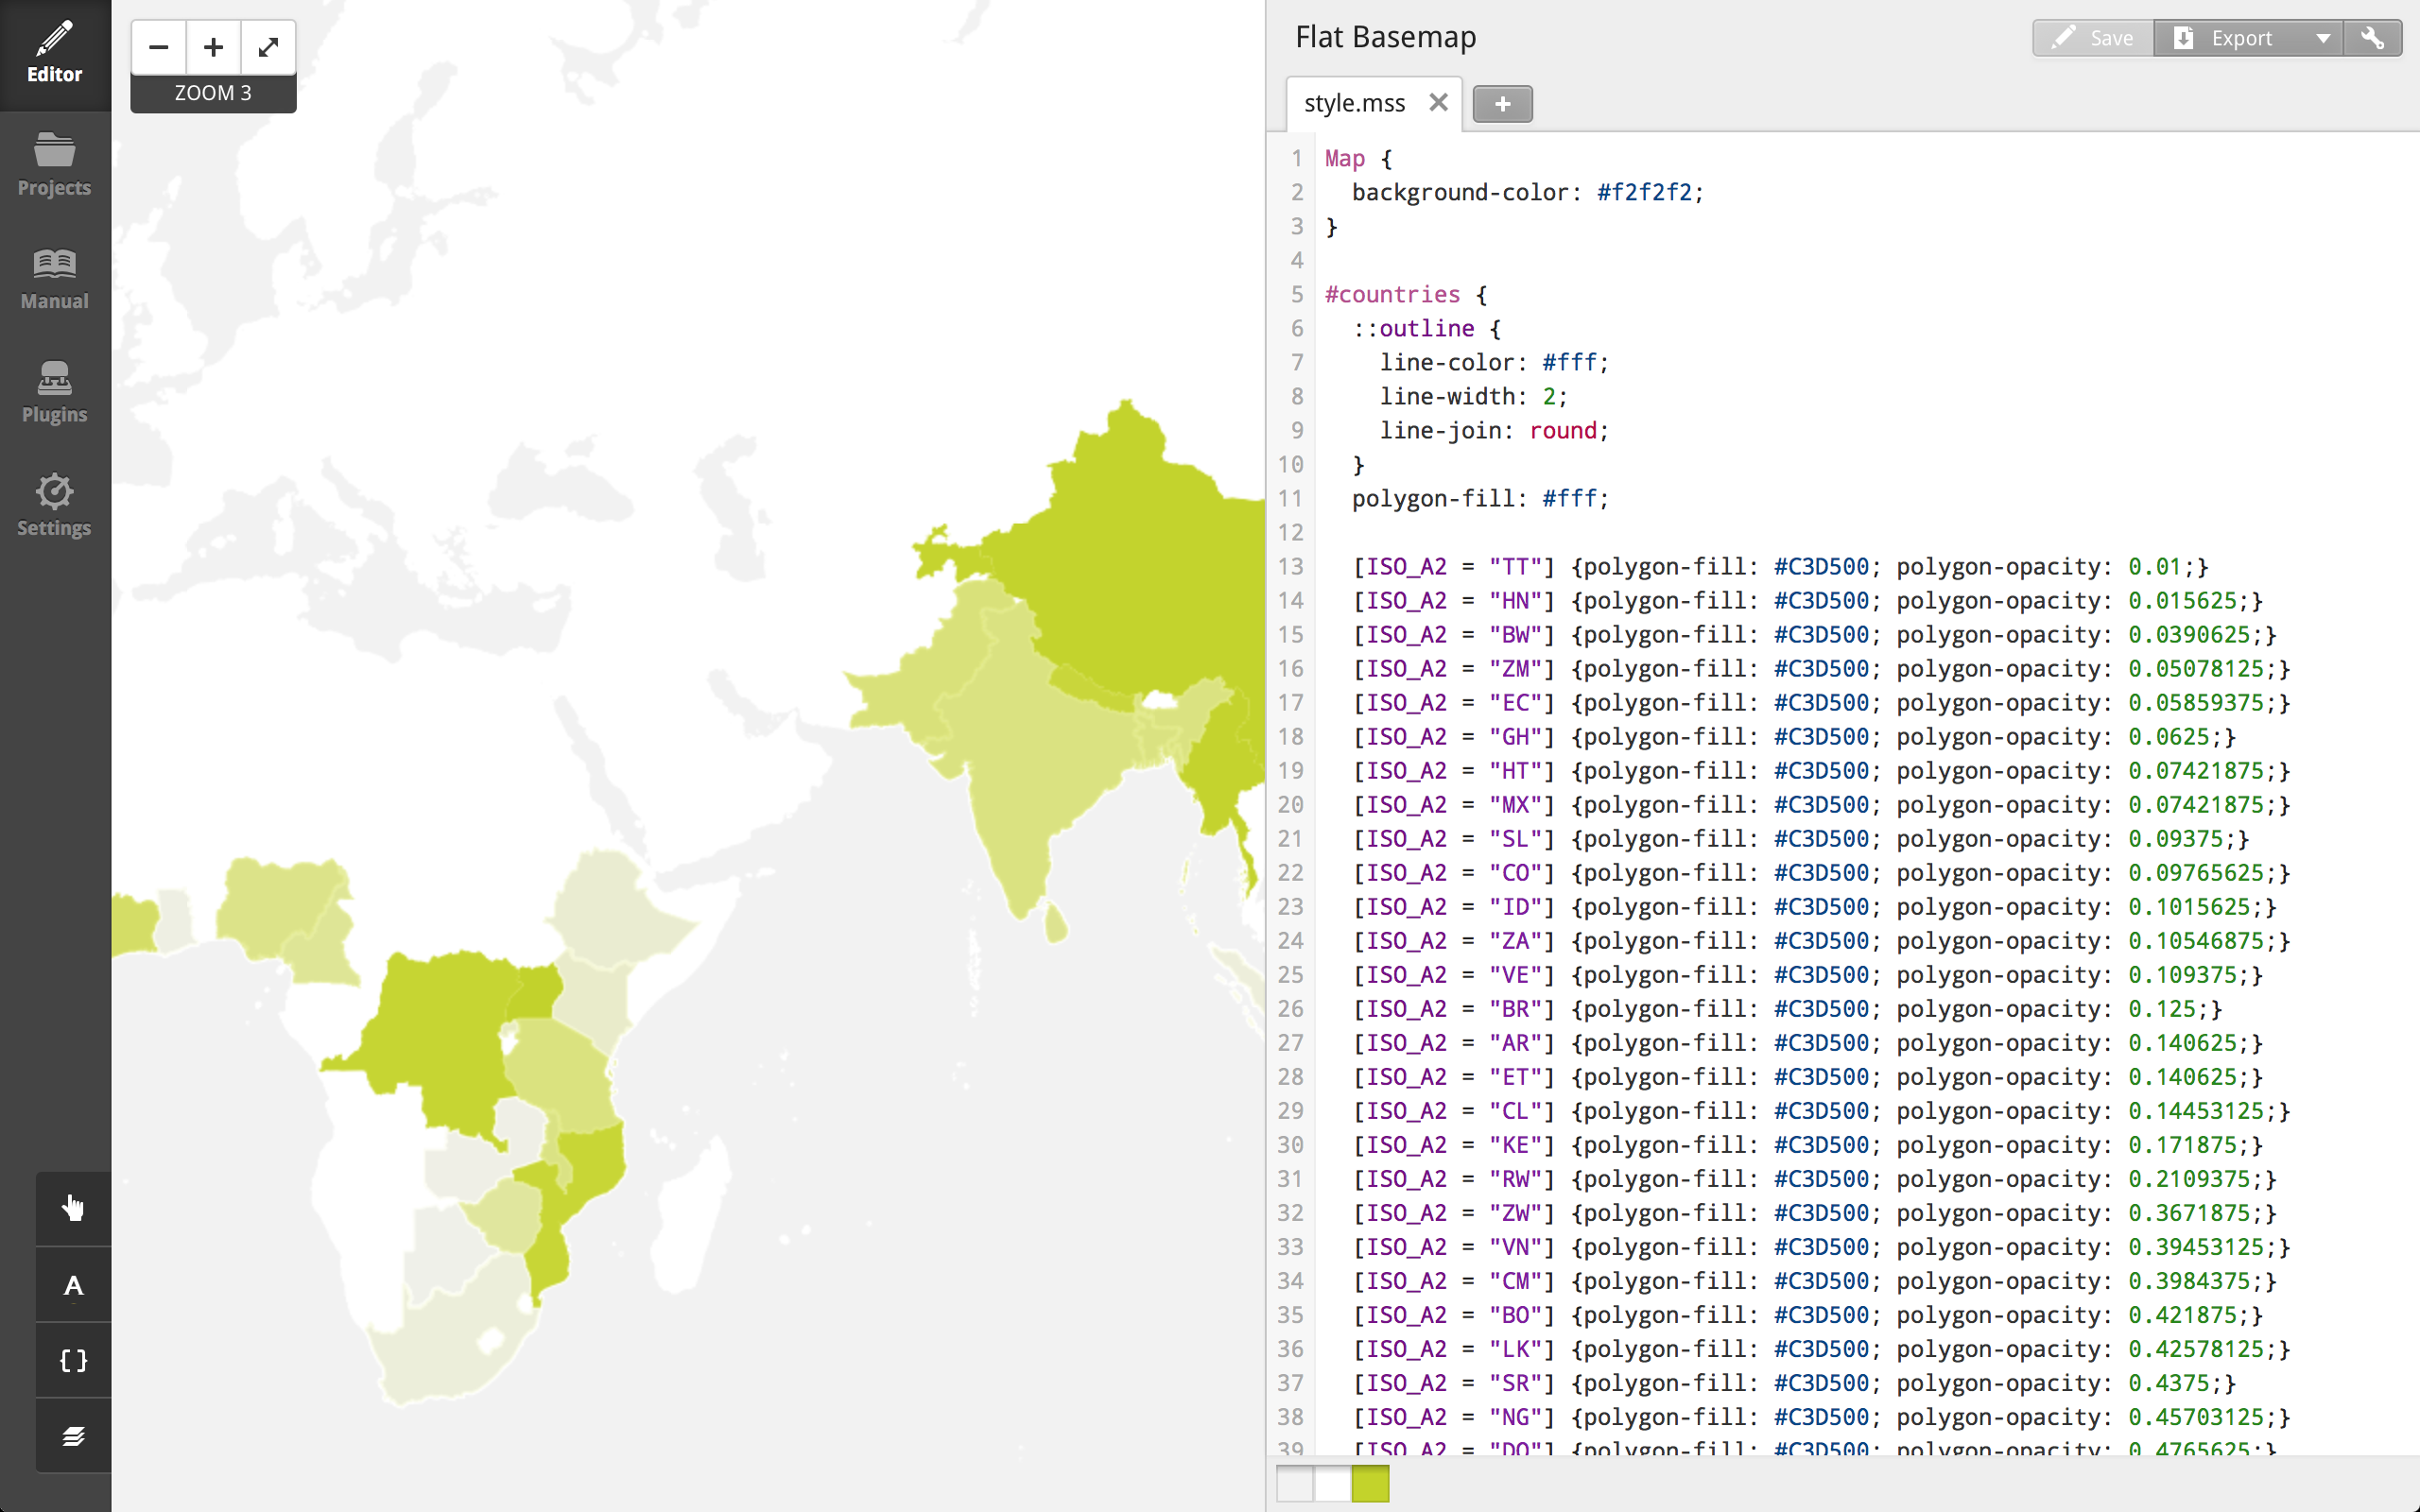 Editor
Projects
Manual
Plugins
Settings
A
{ }
− +
ZOOM 3
Flat Basemap
Save Export
style.mss ✕ +
1 Map {
2 background-color: #f2f2f2;
3 }
4
5 #countries {
6 ::outline {
7 line-color: #fff;
8 line-width: 2;
9 line-join: round;
10 }
11 polygon-fill: #fff;
12
13 [ISO_A2 = "TT"] {polygon-fill: #C3D500; polygon-opacity: 0.01;}
14 [ISO_A2 = "HN"] {polygon-fill: #C3D500; polygon-opacity: 0.015625;}
15 [ISO_A2 = "BW"] {polygon-fill: #C3D500; polygon-opacity: 0.0390625;}
16 [ISO_A2 = "ZM"] {polygon-fill: #C3D500; polygon-opacity: 0.05078125;}
17 [ISO_A2 = "EC"] {polygon-fill: #C3D500; polygon-opacity: 0.05859375;}
18 [ISO_A2 = "GH"] {polygon-fill: #C3D500; polygon-opacity: 0.0625;}
19 [ISO_A2 = "HT"] {polygon-fill: #C3D500; polygon-opacity: 0.07421875;}
20 [ISO_A2 = "MX"] {polygon-fill: #C3D500; polygon-opacity: 0.07421875;}
21 [ISO_A2 = "SL"] {polygon-fill: #C3D500; polygon-opacity: 0.09375;}
22 [ISO_A2 = "CO"] {polygon-fill: #C3D500; polygon-opacity: 0.09765625;}
23 [ISO_A2 = "ID"] {polygon-fill: #C3D500; polygon-opacity: 0.1015625;}
24 [ISO_A2 = "ZA"] {polygon-fill: #C3D500; polygon-opacity: 0.10546875;}
25 [ISO_A2 = "VE"] {polygon-fill: #C3D500; polygon-opacity: 0.109375;}
26 [ISO_A2 = "BR"] {polygon-fill: #C3D500; polygon-opacity: 0.125;}
27 [ISO_A2 = "AR"] {polygon-fill: #C3D500; polygon-opacity: 0.140625;}
28 [ISO_A2 = "ET"] {polygon-fill: #C3D500; polygon-opacity: 0.140625;}
29 [ISO_A2 = "CL"] {polygon-fill: #C3D500; polygon-opacity: 0.14453125;}
30 [ISO_A2 = "KE"] {polygon-fill: #C3D500; polygon-opacity: 0.171875;}
31 [ISO_A2 = "RW"] {polygon-fill: #C3D500; polygon-opacity: 0.2109375;}
32 [ISO_A2 = "ZW"] {polygon-fill: #C3D500; polygon-opacity: 0.3671875;}
33 [ISO_A2 = "VN"] {polygon-fill: #C3D500; polygon-opacity: 0.39453125;}
34 [ISO_A2 = "CM"] {polygon-fill: #C3D500; polygon-opacity: 0.3984375;}
35 [ISO_A2 = "BO"] {polygon-fill: #C3D500; polygon-opacity: 0.421875;}
36 [ISO_A2 = "LK"] {polygon-fill: #C3D500; polygon-opacity: 0.42578125;}
37 [ISO_A2 = "SR"] {polygon-fill: #C3D500; polygon-opacity: 0.4375;}
38 [ISO_A2 = "NG"] {polygon-fill: #C3D500; polygon-opacity: 0.45703125;}
39 [ISO_A2 = "DO"] {polygon-fill: #C3D500; polygon-opacity: 0.4765625;}